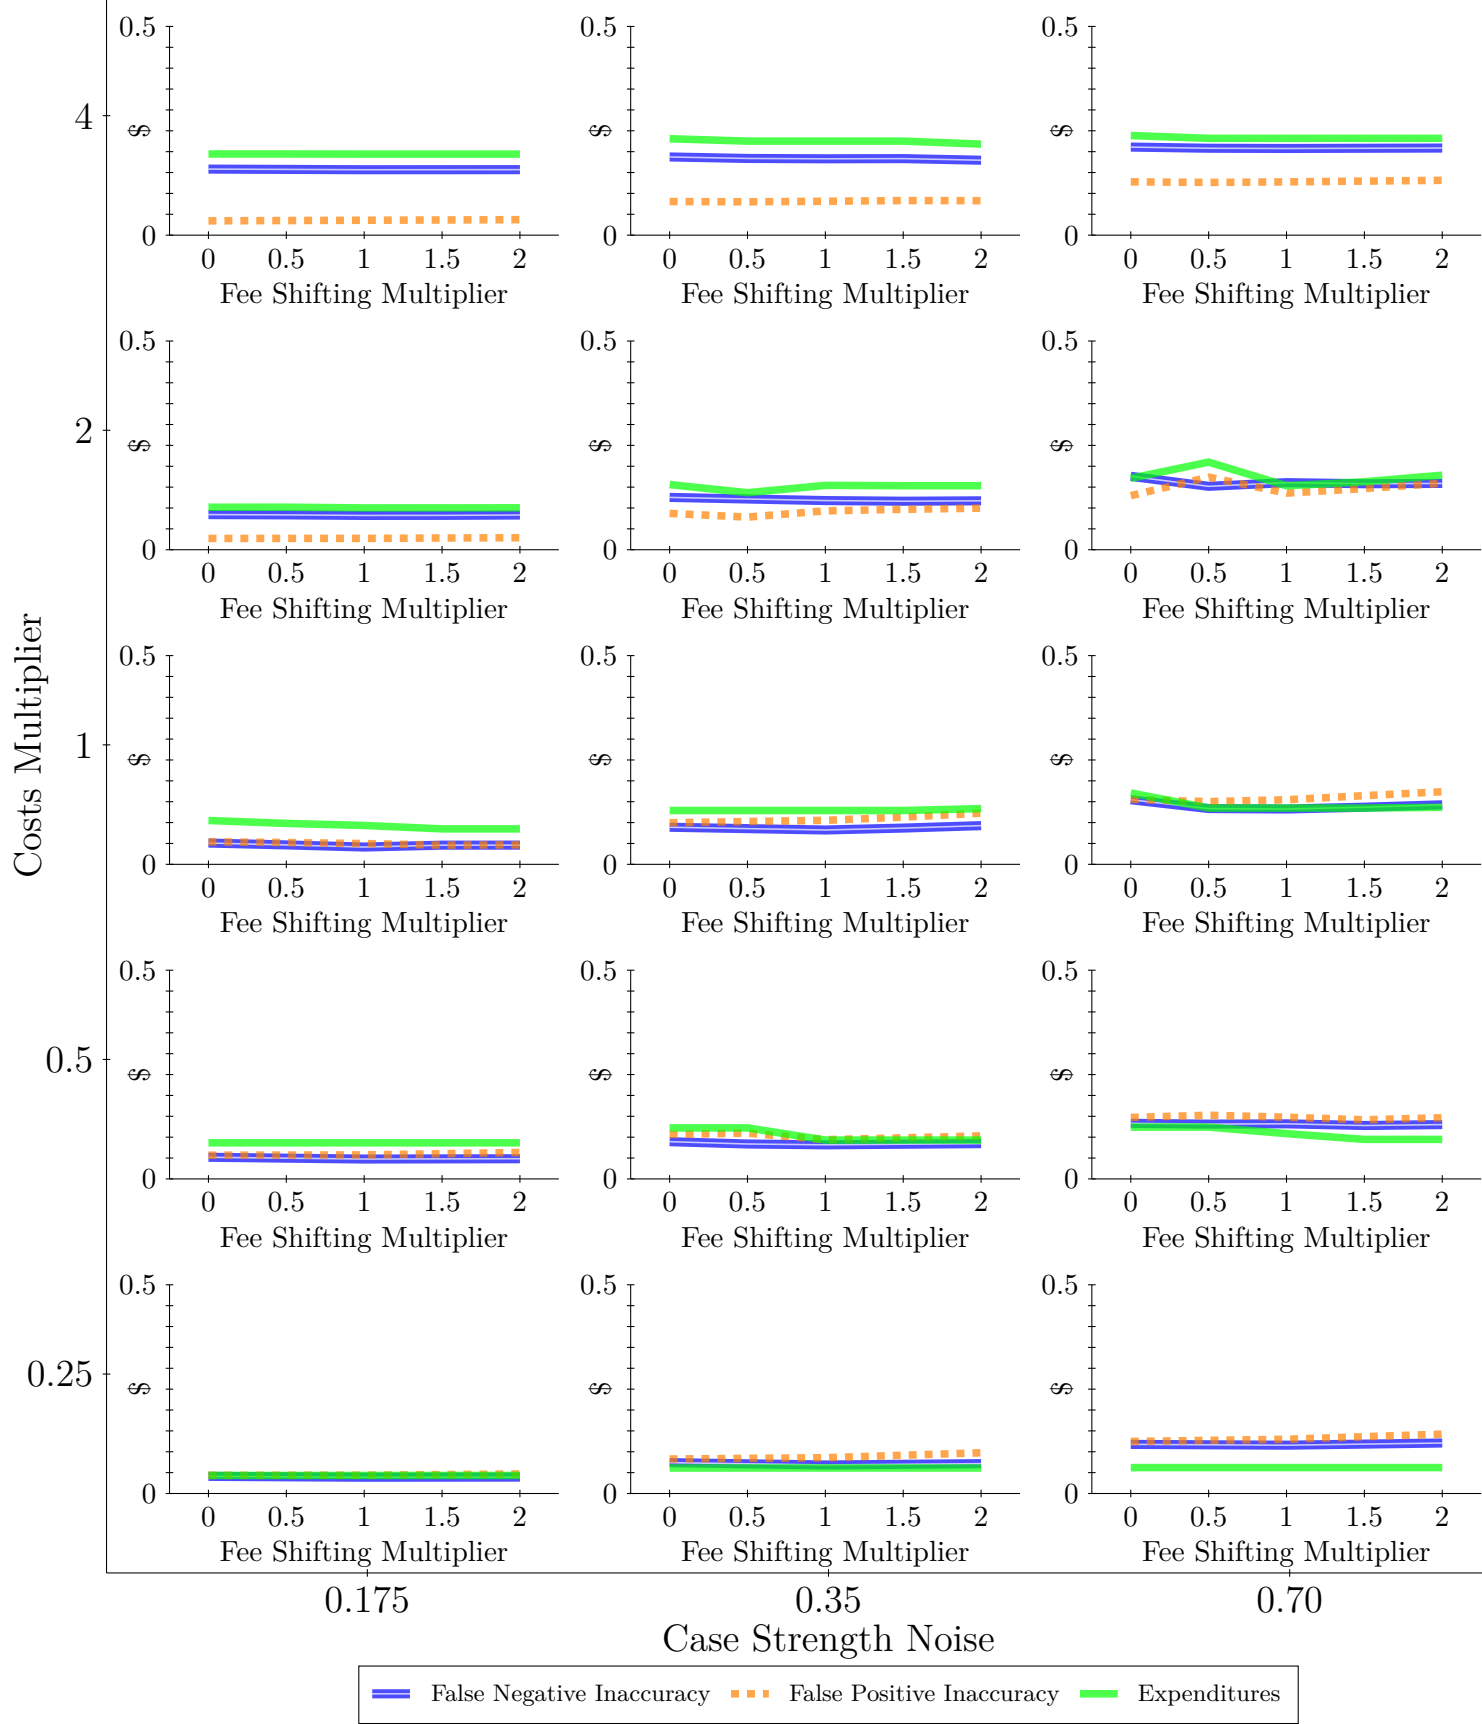 Costs Multiplier
4
0.5
$
0
0 0.5 1 1.5 2
Fee Shifting Multiplier
0.5
$
0
0 0.5 1 1.5 2
Fee Shifting Multiplier
0.5
$
0
0 0.5 1 1.5 2
Fee Shifting Multiplier
2
0.5
$
0
0 0.5 1 1.5 2
Fee Shifting Multiplier
0.5
$
0
0 0.5 1 1.5 2
Fee Shifting Multiplier
0.5
$
0
0 0.5 1 1.5 2
Fee Shifting Multiplier
1
0.5
$
0
0 0.5 1 1.5 2
Fee Shifting Multiplier
0.5
$
0
0 0.5 1 1.5 2
Fee Shifting Multiplier
0.5
$
0
0 0.5 1 1.5 2
Fee Shifting Multiplier
0.5
0.5
$
0
0 0.5 1 1.5 2
Fee Shifting Multiplier
0.5
$
0
0 0.5 1 1.5 2
Fee Shifting Multiplier
0.5
$
0
0 0.5 1 1.5 2
Fee Shifting Multiplier
0.25
0.5
$
0
0 0.5 1 1.5 2
Fee Shifting Multiplier
0.5
$
0
0 0.5 1 1.5 2
Fee Shifting Multiplier
0.5
$
0
0 0.5 1 1.5 2
Fee Shifting Multiplier
0.175 0.35 0.70
Case Strength Noise
False Negative Inaccuracy False Positive Inaccuracy Expenditures